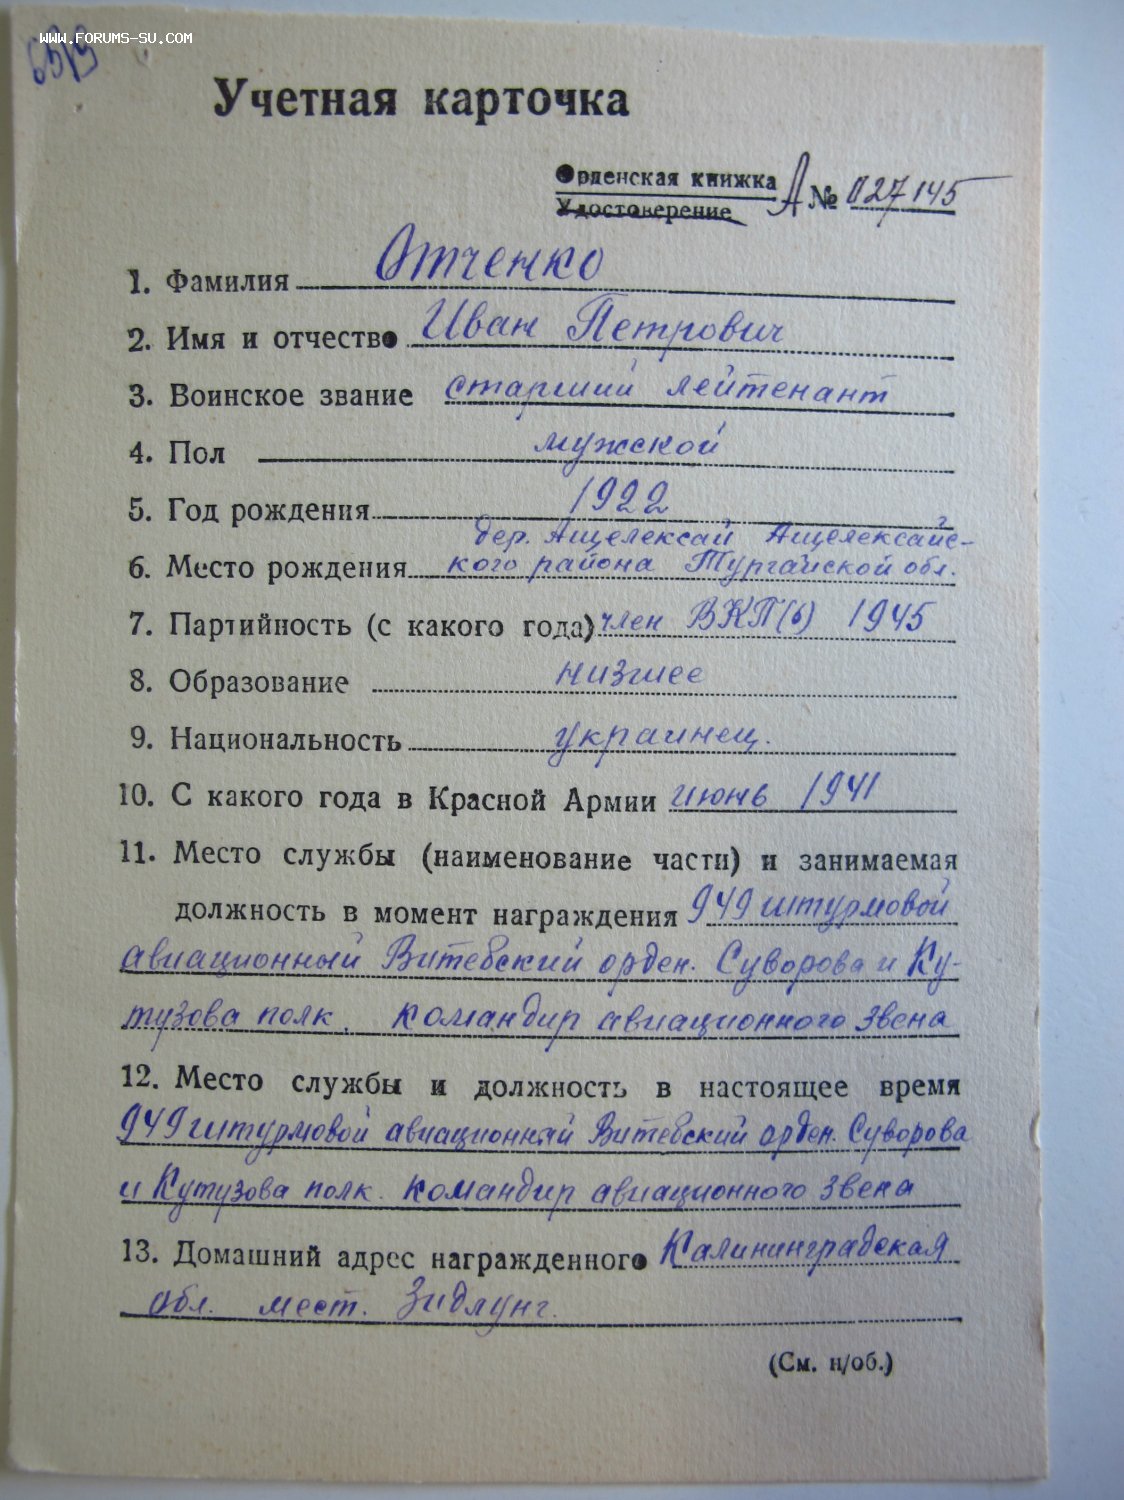 www.forums-su.com
Учетная карточка
Орденская книжка
Удостоверение А № 027145
1. Фамилия Отченко
2. Имя и отчество Иван Петрович
3. Воинское звание старший лейтенант
4. Пол мужской
5. Год рождения 1922
дер. Ащелексай Ащелексайс-
6. Место рождения кого района Тургайской обл.
7. Партийность (с какого года) член ВКП(б) 1945
8. Образование низшее
9. Национальность украинец.
10. С какого года в Красной Армии июнь 1941
11. Место службы (наименование части) и занимаемая
должность в момент награждения 949 штурмовой
авиационный Витебский орден. Суворова и Ку-
тузова полк. командир авиационного звена
12. Место службы и должность в настоящее время
949 штурмовой авиационный Витебский орден. Суворова
и Кутузова полк. командир авиационного звена
13. Домашний адрес награжденного Калининградская
обл. мест. Зидлунг.
(См. н/об.)